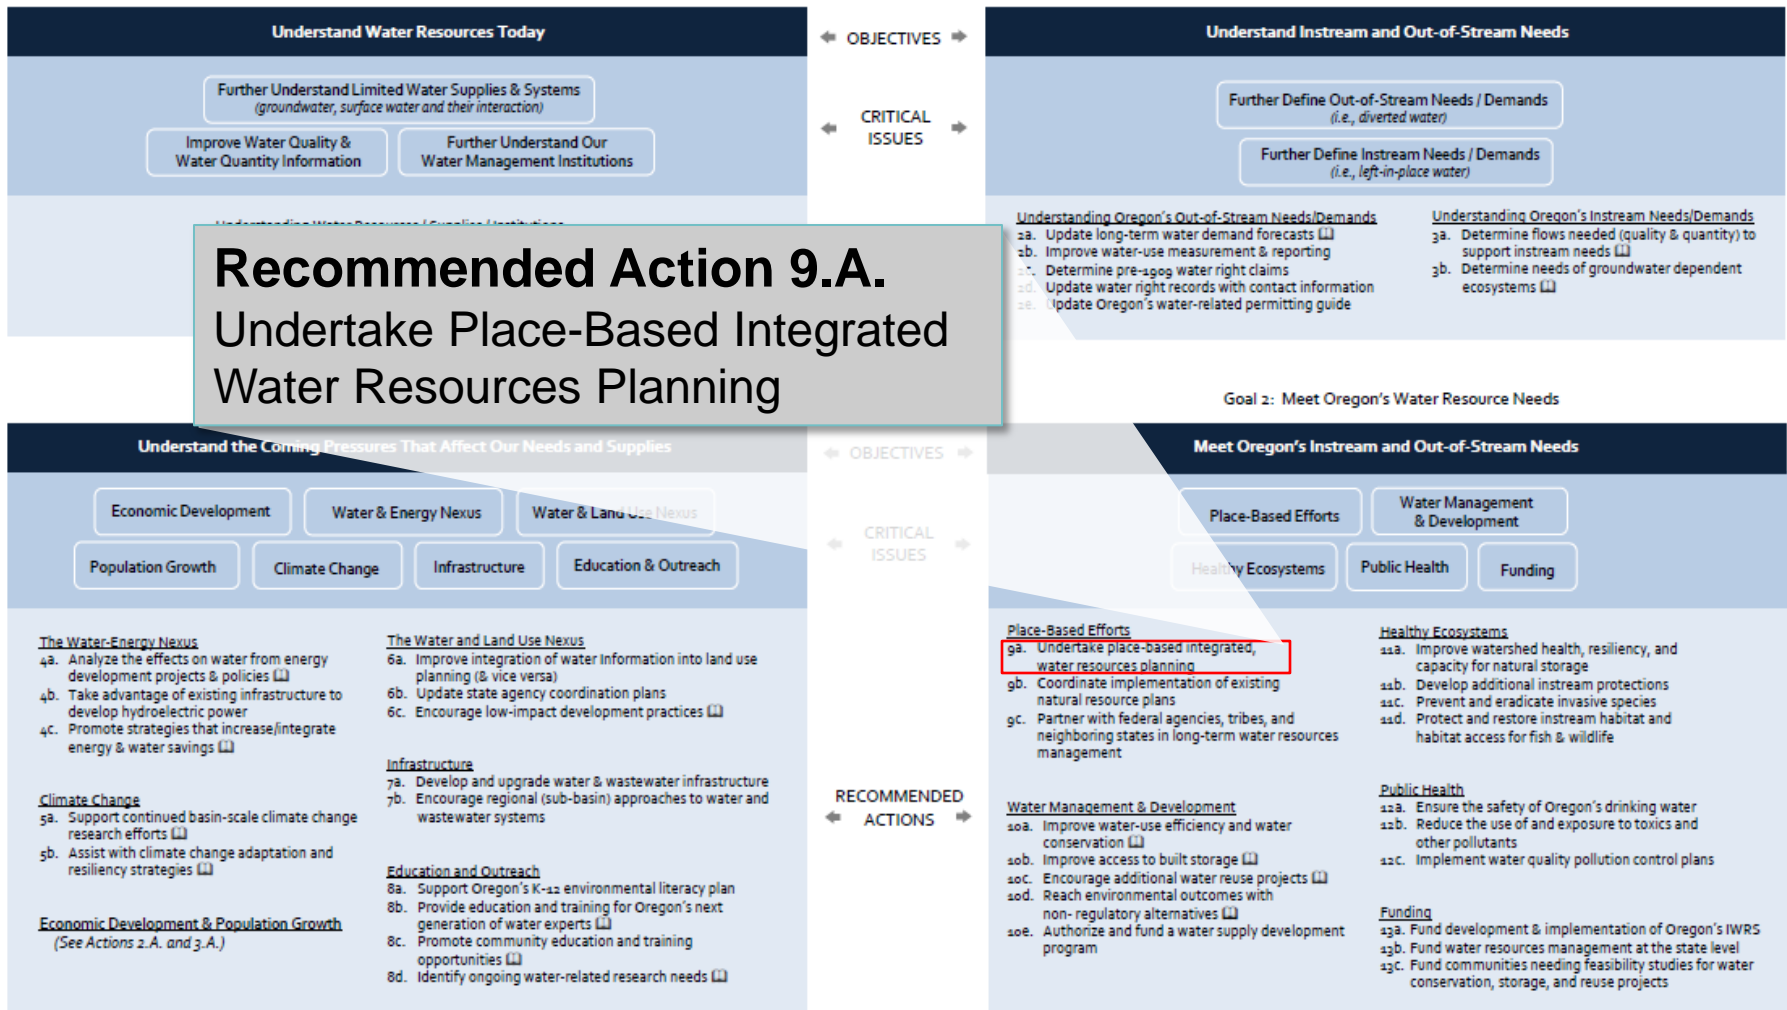 Understand Water Resources Today
OBJECTIVES
Understand Instream and Out-of-Stream Needs
Further Understand Limited Water Supplies & Systems
(groundwater, surface water and their interaction)
Improve Water Quality &
Water Quantity Information
Further Understand Our
Water Management Institutions
CRITICAL
ISSUES
Further Define Out-of-Stream Needs / Demands
(i.e., diverted water)
Further Define Instream Needs / Demands
(i.e., left-in-place water)
Understanding Oregon's Out-of-Stream Needs/Demands
2a. Update long-term water demand forecasts
2b. Improve water-use measurement & reporting
2c. Determine pre-1909 water right claims
2d. Update water right records with contact information
2e. Update Oregon's water-related permitting guide
Understanding Oregon's Instream Needs/Demands
3a. Determine flows needed (quality & quantity) to
support instream needs
3b. Determine needs of groundwater dependent
ecosystems
Recommended Action 9.A.
Undertake Place-Based Integrated
Water Resources Planning
Goal 2: Meet Oregon's Water Resource Needs
Understand the Coming Pressures That Affect Our Needs and Supplies
OBJECTIVES
Meet Oregon's Instream and Out-of-Stream Needs
Economic Development
Water & Energy Nexus
Water & Land Use Nexus
Population Growth
Climate Change
Infrastructure
Education & Outreach
CRITICAL
ISSUES
Place-Based Efforts
Water Management
& Development
Healthy Ecosystems
Public Health
Funding
The Water-Energy Nexus
4a. Analyze the effects on water from energy
development projects & policies
4b. Take advantage of existing infrastructure to
develop hydroelectric power
4c. Promote strategies that increase/integrate
energy & water savings
Climate Change
5a. Support continued basin-scale climate change
research efforts
5b. Assist with climate change adaptation and
resiliency strategies
Economic Development & Population Growth
(See Actions 2.A. and 3.A.)
The Water and Land Use Nexus
6a. Improve integration of water Information into land use
planning (& vice versa)
6b. Update state agency coordination plans
6c. Encourage low-impact development practices
Infrastructure
7a. Develop and upgrade water & wastewater infrastructure
7b. Encourage regional (sub-basin) approaches to water and
wastewater systems
Education and Outreach
8a. Support Oregon's K-12 environmental literacy plan
8b. Provide education and training for Oregon's next
generation of water experts
8c. Promote community education and training
opportunities
8d. Identify ongoing water-related research needs
RECOMMENDED
ACTIONS
Place-Based Efforts
9a. Undertake place-based integrated,
water resources planning
9b. Coordinate implementation of existing
natural resource plans
9c. Partner with federal agencies, tribes, and
neighboring states in long-term water resources
management
Water Management & Development
10a. Improve water-use efficiency and water
conservation
10b. Improve access to built storage
10c. Encourage additional water reuse projects
10d. Reach environmental outcomes with
non- regulatory alternatives
10e. Authorize and fund a water supply development
program
Healthy Ecosystems
11a. Improve watershed health, resiliency, and
capacity for natural storage
11b. Develop additional instream protections
11c. Prevent and eradicate invasive species
11d. Protect and restore instream habitat and
habitat access for fish & wildlife
Public Health
12a. Ensure the safety of Oregon's drinking water
12b. Reduce the use of and exposure to toxics and
other pollutants
12c. Implement water quality pollution control plans
Funding
13a. Fund development & implementation of Oregon's IWRS
13b. Fund water resources management at the state level
13c. Fund communities needing feasibility studies for water
conservation, storage, and reuse projects